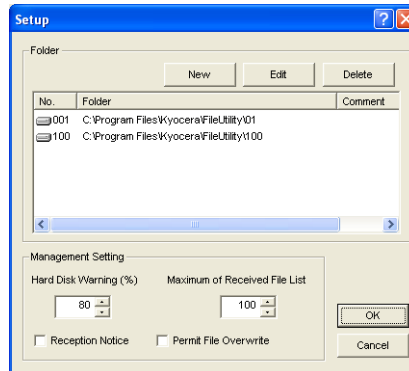 Setup
Folder
New Edit Delete
No. Folder Comment
001 C:\Program Files\Kyocera\FileUtility\01
100 C:\Program Files\Kyocera\FileUtility\100
Management Setting
Hard Disk Warning (%) Maximum of Received File List
80 100
OK
Reception Notice Permit File Overwrite
Cancel